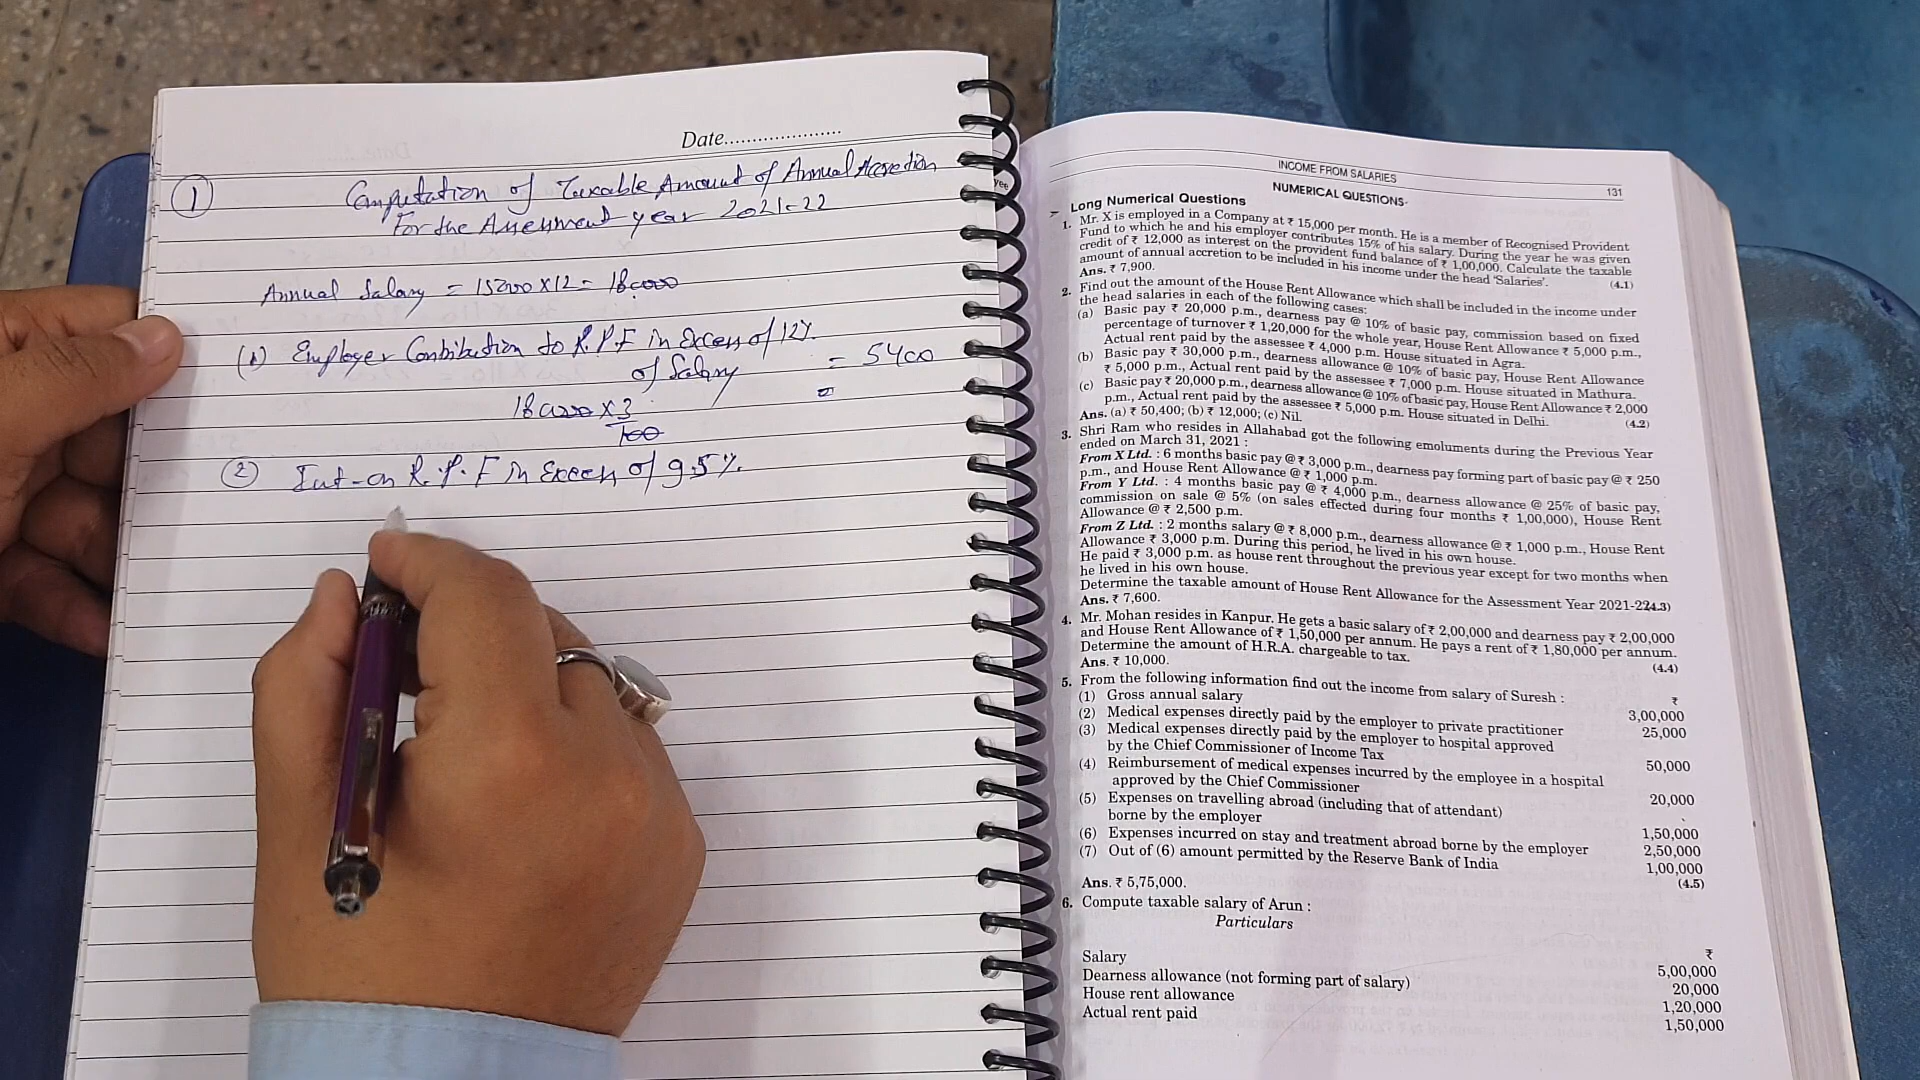 Date....................
1 Computation of Taxable Amount of Annual Accretion
For the Assessment year 2021-22
Annual Salary = 15000 X 12 = 180000
(1) Employer Contribution to R.P.F in Excess of 12%.
of Salary = 5400
180000 X 3
100
2 Int-on R.P.F in Excess of 9.5%.
INCOME FROM SALARIES
131
NUMERICAL QUESTIONS
Long Numerical Questions
1. Mr. X is employed in a Company at ₹ 15,000 per month. He is a member of Recognised Provident
Fund to which he and his employer contributes 15% of his salary. During the year he was given
credit of ₹ 12,000 as interest on the provident fund balance of ₹ 1,00,000. Calculate the taxable
amount of annual accretion to be included in his income under the head 'Salaries'.
Ans. ₹ 7,900. (4.1)
2. Find out the amount of the House Rent Allowance which shall be included in the income under
the head salaries in each of the following cases:
(a) Basic pay ₹ 20,000 p.m., dearness pay @ 10% of basic pay, commission based on fixed
percentage of turnover ₹ 1,20,000 for the whole year, House Rent Allowance ₹ 5,000 p.m.,
Actual rent paid by the assessee ₹ 4,000 p.m. House situated in Agra.
(b) Basic pay ₹ 30,000 p.m., dearness allowance @ 10% of basic pay, House Rent Allowance
₹ 5,000 p.m., Actual rent paid by the assessee ₹ 7,000 p.m. House situated in Mathura.
(c) Basic pay ₹ 20,000 p.m., dearness allowance @ 10% of basic pay, House Rent Allowance ₹ 2,000
p.m., Actual rent paid by the assessee ₹ 5,000 p.m. House situated in Delhi.
Ans. (a) ₹ 50,400; (b) ₹ 12,000; (c) Nil. (4.2)
3. Shri Ram who resides in Allahabad got the following emoluments during the Previous Year
ended on March 31, 2021 :
From X Ltd. : 6 months basic pay @ ₹ 3,000 p.m., dearness pay forming part of basic pay @ ₹ 250
p.m., and House Rent Allowance @ ₹ 1,000 p.m.
From Y Ltd. : 4 months basic pay @ ₹ 4,000 p.m., dearness allowance @ 25% of basic pay,
commission on sale @ 5% (on sales effected during four months ₹ 1,00,000), House Rent
Allowance @ ₹ 2,500 p.m.
From Z Ltd. : 2 months salary @ ₹ 8,000 p.m., dearness allowance @ ₹ 1,000 p.m., House Rent
Allowance ₹ 3,000 p.m. During this period, he lived in his own house.
He paid ₹ 3,000 p.m. as house rent throughout the previous year except for two months when
he lived in his own house.
Determine the taxable amount of House Rent Allowance for the Assessment Year 2021-22.
Ans. ₹ 7,600. (4.3)
4. Mr. Mohan resides in Kanpur. He gets a basic salary of ₹ 2,00,000 and dearness pay ₹ 2,00,000
and House Rent Allowance of ₹ 1,50,000 per annum. He pays a rent of ₹ 1,80,000 per annum.
Determine the amount of H.R.A. chargeable to tax.
Ans. ₹ 10,000. (4.4)
5. From the following information find out the income from salary of Suresh :
₹
(1) Gross annual salary 3,00,000
(2) Medical expenses directly paid by the employer to private practitioner 25,000
(3) Medical expenses directly paid by the employer to hospital approved
by the Chief Commissioner of Income Tax 50,000
(4) Reimbursement of medical expenses incurred by the employee in a hospital
approved by the Chief Commissioner 20,000
(5) Expenses on travelling abroad (including that of attendant)
borne by the employer 1,50,000
(6) Expenses incurred on stay and treatment abroad borne by the employer 2,50,000
(7) Out of (6) amount permitted by the Reserve Bank of India 1,00,000
Ans. ₹ 5,75,000. (4.5)
6. Compute taxable salary of Arun :
Particulars
₹
Salary 5,00,000
Dearness allowance (not forming part of salary) 20,000
House rent allowance 1,20,000
Actual rent paid 1,50,000